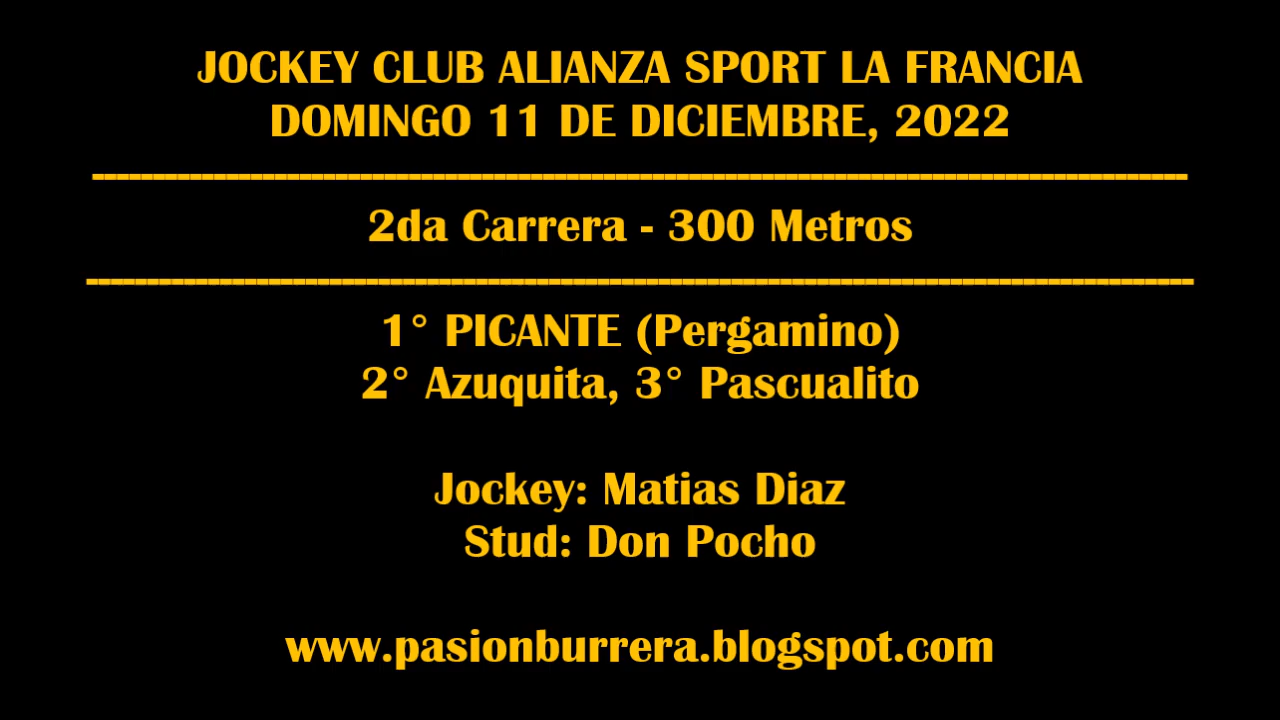 JOCKEY CLUB ALIANZA SPORT LA FRANCIA
DOMINGO 11 DE DICIEMBRE, 2022
2da Carrera - 300 Metros
1° PICANTE (Pergamino)
2° Azuquita, 3° Pascualito
Jockey: Matias Diaz
Stud: Don Pocho
www.pasionburrera.blogspot.com